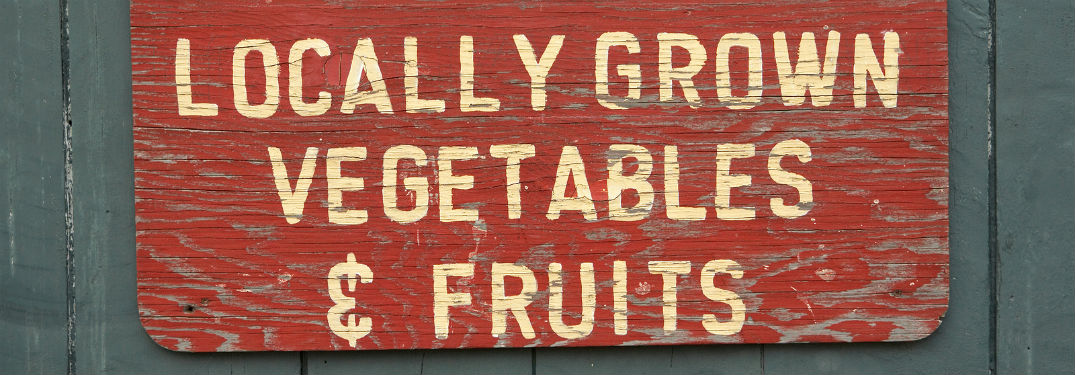 LOCALLY GROWN
VEGETABLES
& FRUITS